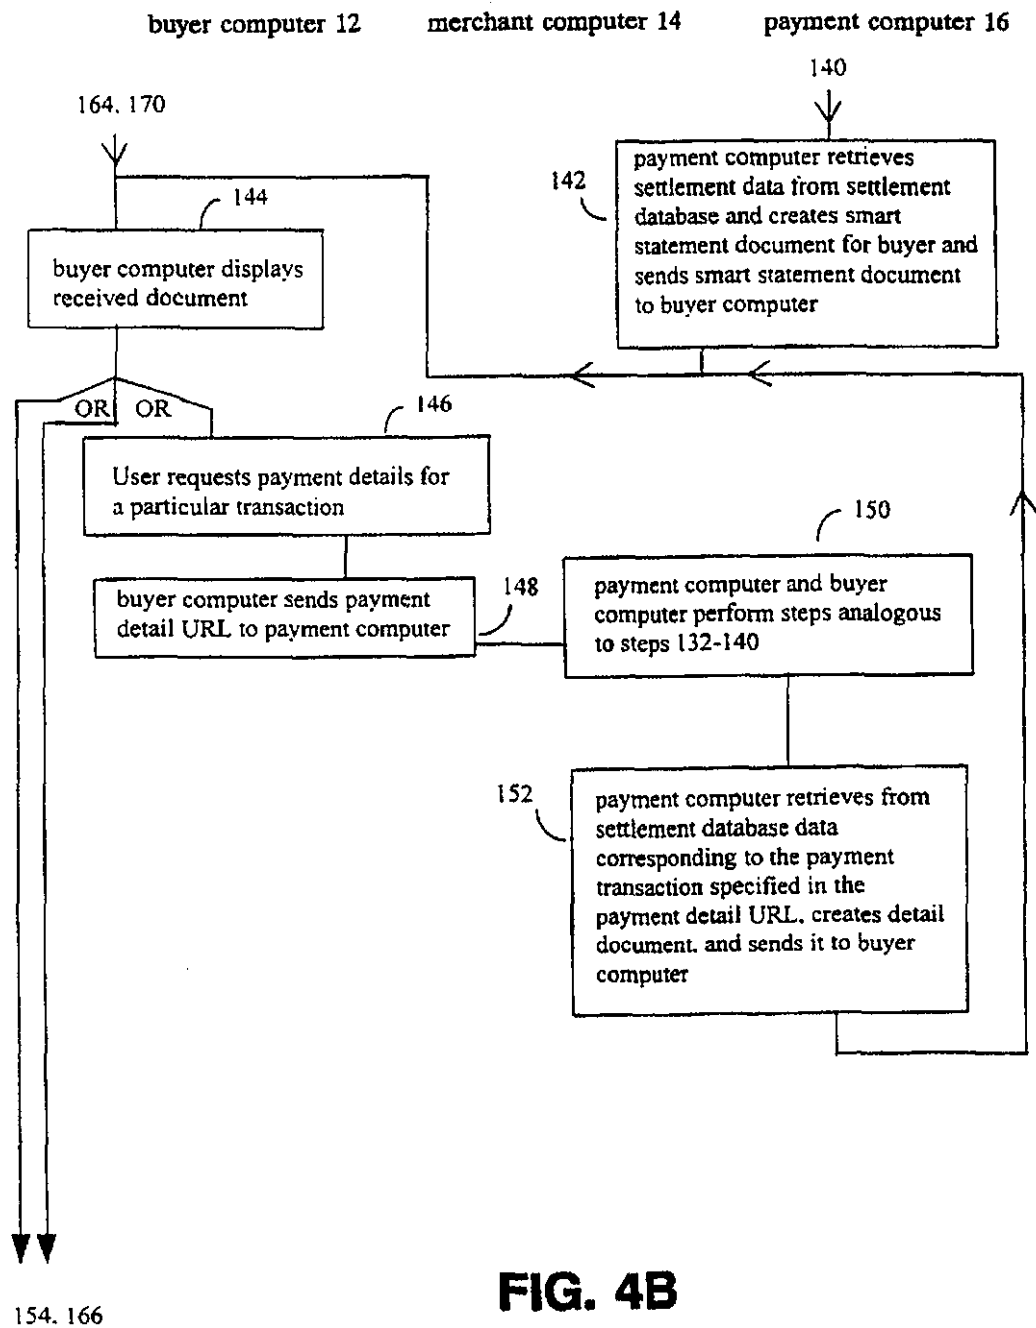 buyer computer 12 merchant computer 14 payment computer 16
140
164. 170
payment computer retrieves
settlement data from settlement
database and creates smart
statement document for buyer and
sends smart statement document
to buyer computer
142
144
buyer computer displays
received document
OR OR
146
User requests payment details for
a particular transaction
150
buyer computer sends payment
detail URL to payment computer
148
payment computer and buyer
computer perform steps analogous
to steps 132-140
152
payment computer retrieves from
settlement database data
corresponding to the payment
transaction specified in the
payment detail URL. creates detail
document. and sends it to buyer
computer
FIG. 4B
154. 166